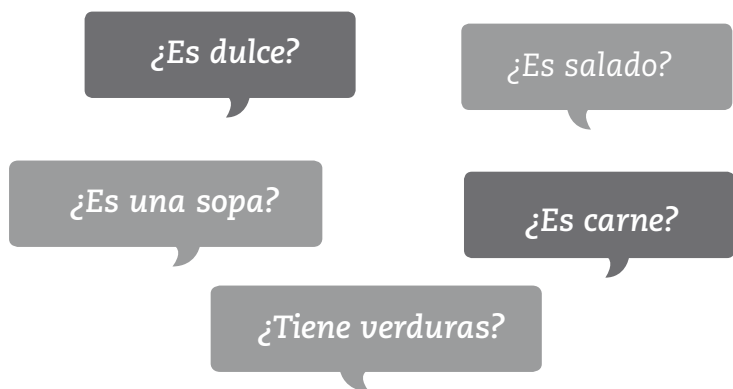 ¿Es dulce?
¿Es salado?
¿Es una sopa?
¿Es carne?
¿Tiene verduras?